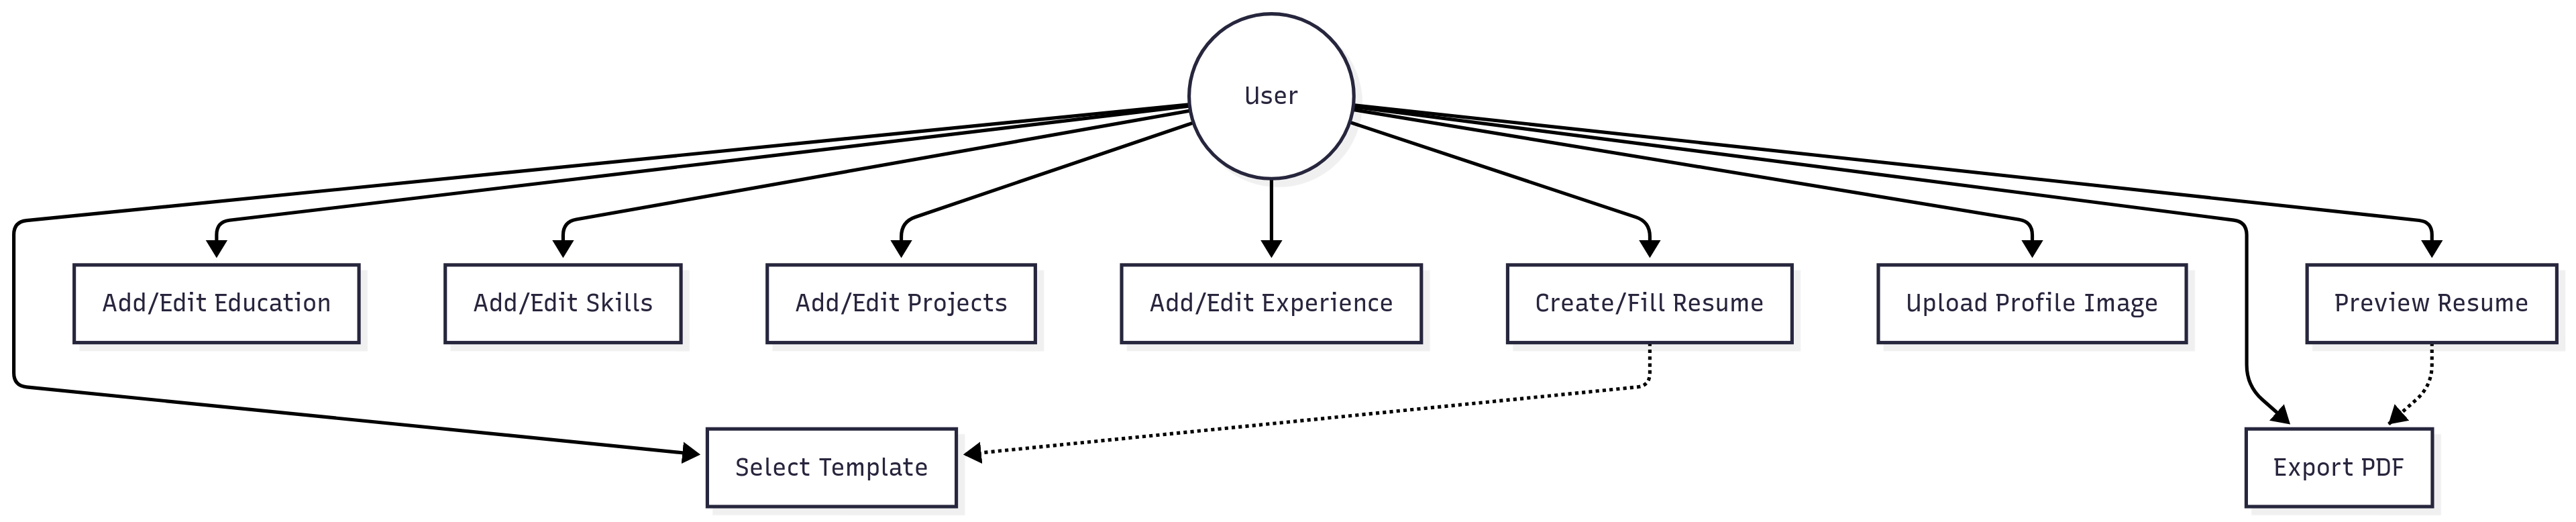 User
Add/Edit Education
Add/Edit Skills
Add/Edit Projects
Add/Edit Experience
Create/Fill Resume
Upload Profile Image
Preview Resume
Select Template
Export PDF